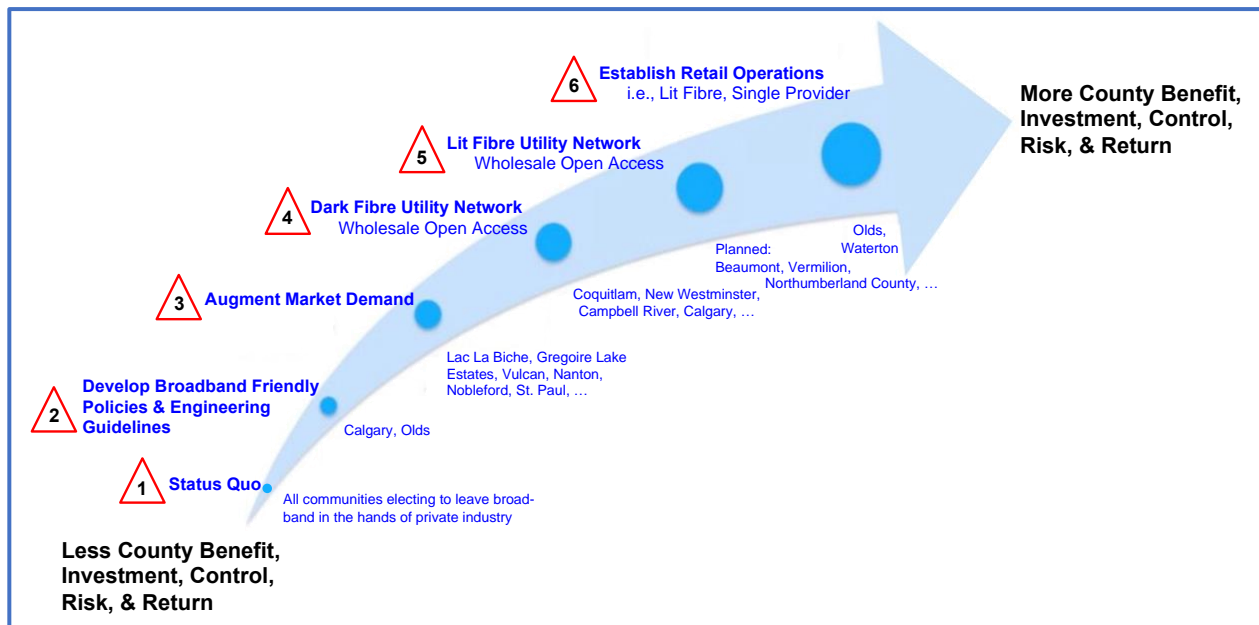 6
Establish Retail Operations
i.e., Lit Fibre, Single Provider
More County Benefit,
Investment, Control,
Risk, & Return
5
Lit Fibre Utility Network
Wholesale Open Access
4
Dark Fibre Utility Network
Wholesale Open Access
Olds,
Waterton
Planned:
Beaumont, Vermilion,
Northumberland County, …
3
Augment Market Demand
Coquitlam, New Westminster,
Campbell River, Calgary, …
Lac La Biche, Gregoire Lake
Estates, Vulcan, Nanton,
Nobleford, St. Paul, …
2
Develop Broadband Friendly
Policies & Engineering
Guidelines
Calgary, Olds
1
Status Quo
All communities electing to leave broad-
band in the hands of private industry
Less County Benefit,
Investment, Control,
Risk, & Return